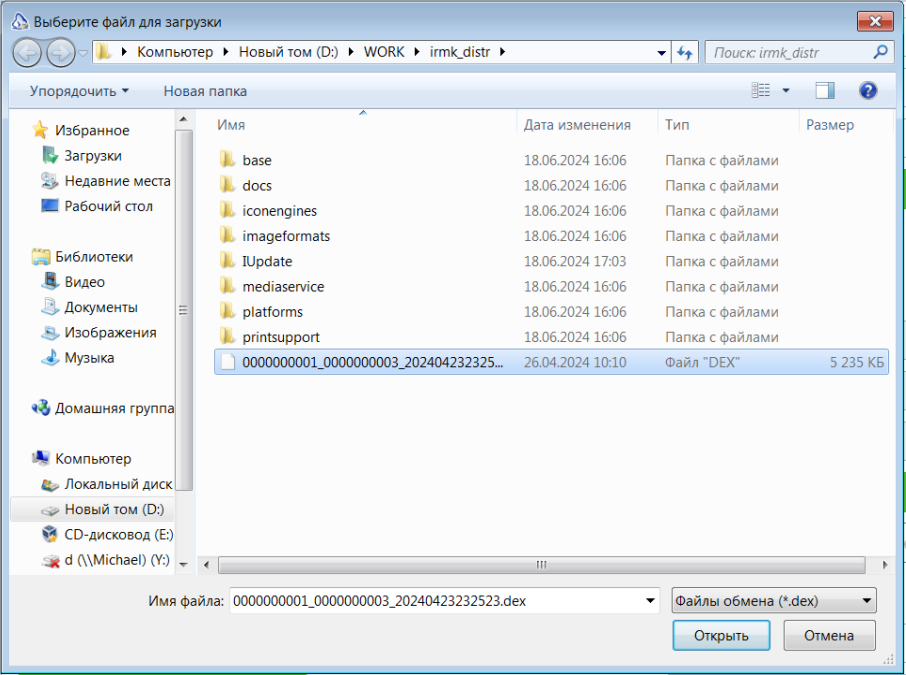 Выберите файл для загрузки
Компьютер Новый том (D:) WORK irmk_distr
Поиск: irmk_distr
Упорядочить Новая папка
Избранное
Загрузки
Недавние места
Рабочий стол
Библиотеки
Видео
Документы
Изображения
Музыка
Домашняя группа
Компьютер
Локальный диск
Новый том (D:)
CD-дисковод (E:)
d (\\Michael) (Y:)
Имя Дата изменения Тип Размер
base 18.06.2024 16:06 Папка с файлами
docs 18.06.2024 16:06 Папка с файлами
iconengines 18.06.2024 16:06 Папка с файлами
imageformats 18.06.2024 16:06 Папка с файлами
IUpdate 18.06.2024 17:03 Папка с файлами
mediaservice 18.06.2024 16:06 Папка с файлами
platforms 18.06.2024 16:06 Папка с файлами
printsupport 18.06.2024 16:06 Папка с файлами
0000000001_0000000003_202404232325... 26.04.2024 10:10 Файл "DEX" 5 235 КБ
Имя файла: 0000000001_0000000003_20240423232523.dex Файлы обмена (*.dex)
Открыть Отмена